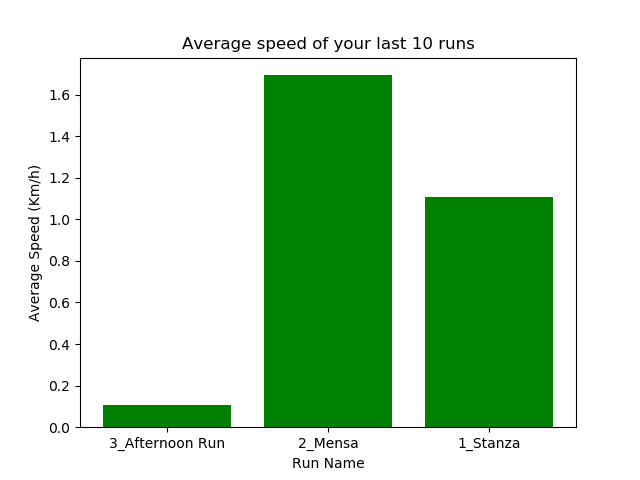 Average speed of your last 10 runs
Average Speed (Km/h)
1.6
1.4
1.2
1.0
0.8
0.6
0.4
0.2
0.0
3_Afternoon Run
2_Mensa
1_Stanza
Run Name